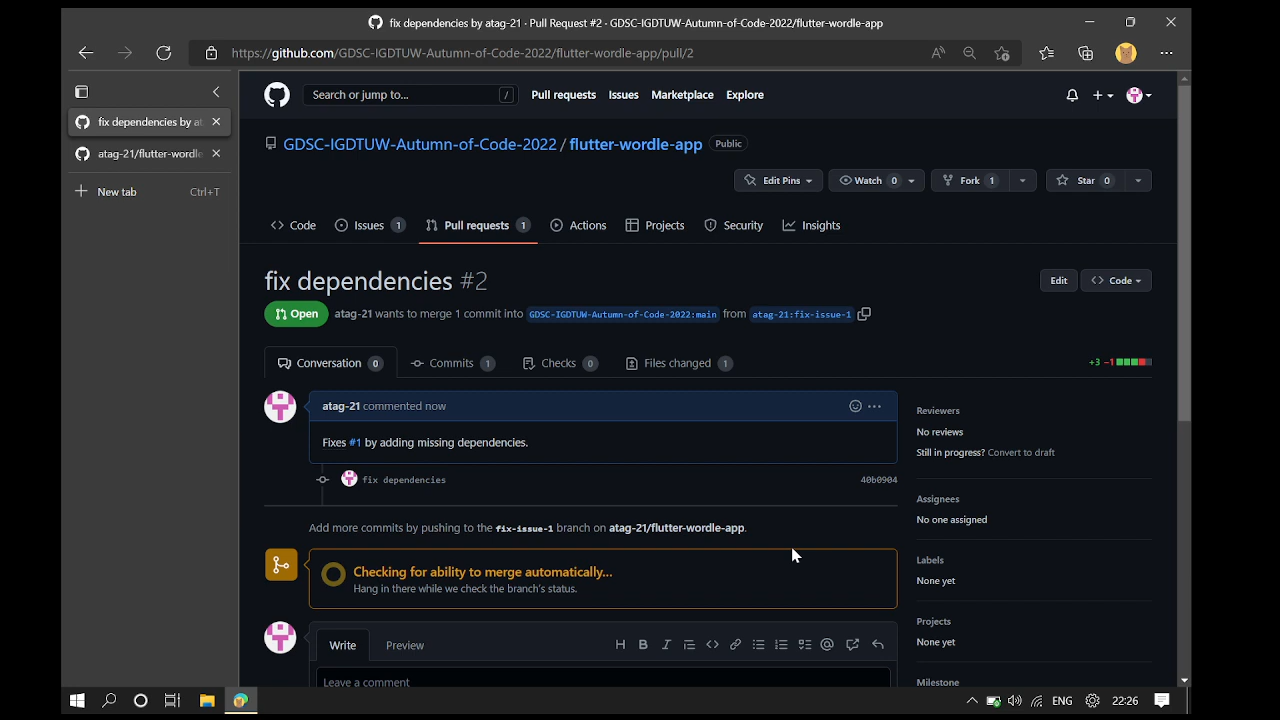 fix dependencies by atag-21 · Pull Request #2 · GDSC-IGDTUW-Autumn-of-Code-2022/flutter-wordle-app
https://github.com/GDSC-IGDTUW-Autumn-of-Code-2022/flutter-wordle-app/pull/2
fix dependencies by at
atag-21/flutter-wordle
New tab Ctrl+T
Search or jump to... / Pull requests Issues Marketplace Explore
GDSC-IGDTUW-Autumn-of-Code-2022 / flutter-wordle-app Public
Edit Pins Watch 0 Fork 1 Star 0
Code Issues 1 Pull requests 1 Actions Projects Security Insights
fix dependencies #2
Edit Code
Open atag-21 wants to merge 1 commit into GDSC-IGDTUW-Autumn-of-Code-2022:main from atag-21:fix-issue-1
Conversation 0 Commits 1 Checks 0 Files changed 1 +3 −1
atag-21 commented now
Fixes #1 by adding missing dependencies.
fix dependencies 40b0904
Add more commits by pushing to the fix-issue-1 branch on atag-21/flutter-wordle-app.
Checking for ability to merge automatically...
Hang in there while we check the branch's status.
Write Preview
Leave a comment
Reviewers
No reviews
Still in progress? Convert to draft
Assignees
No one assigned
Labels
None yet
Projects
None yet
Milestone
ENG 22:26